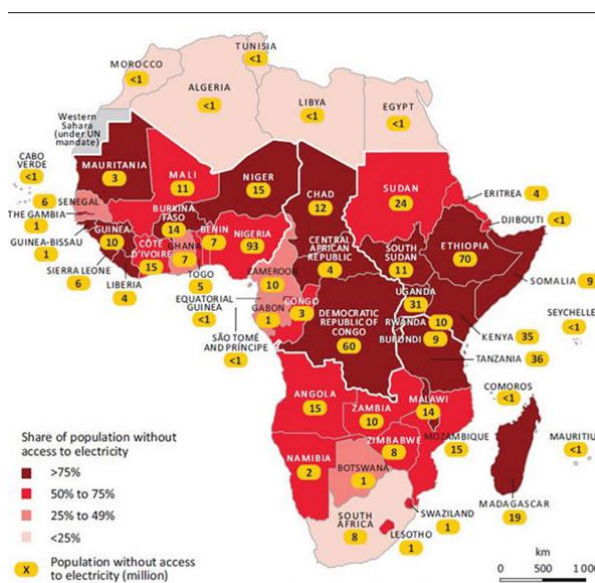 MOROCCO
<1
TUNISIA
<1
ALGERIA
<1
LIBYA
<1
EGYPT
<1
Western
Sahara
(under UN
mandate)
CABO
VERDE
<1
MAURITANIA
3
MALI
11
NIGER
15
CHAD
12
SUDAN
24
ERITREA 4
DJIBOUTI <1
6
SENEGAL
THE GAMBIA
1
GUINEA-BISSAU
1
GUINEA
10
SIERRA LEONE
6
LIBERIA
4
CÔTE
D'IVOIRE
15
BURKINA
FASO
14
GHANA
7
TOGO
5
BENIN
7
NIGERIA
93
CAMEROON
10
EQUATORIAL
GUINEA
<1
SÃO TOMÉ
AND PRÍNCIPE
<1
GABON
1
CONGO
3
CENTRAL
AFRICAN
REPUBLIC
4
SOUTH
SUDAN
11
ETHIOPIA
70
SOMALIA 9
UGANDA
31
RWANDA 10
BURUNDI 9
DEMOCRATIC
REPUBLIC OF
CONGO
60
KENYA 35
TANZANIA 36
SEYCHELLE
<1
COMOROS
<1
ANGOLA
15
ZAMBIA
10
MALAWI
14
MOZAMBIQUE
15
ZIMBABWE
8
NAMIBIA
2
BOTSWANA
1
MAURITIU
<1
MADAGASCAR
19
SOUTH
AFRICA
8
SWAZILAND
1
LESOTHO
1
Share of population without
access to electricity
>75%
50% to 75%
25% to 49%
<25%
X Population without access
to electricity (million)
km
0 500 1 00